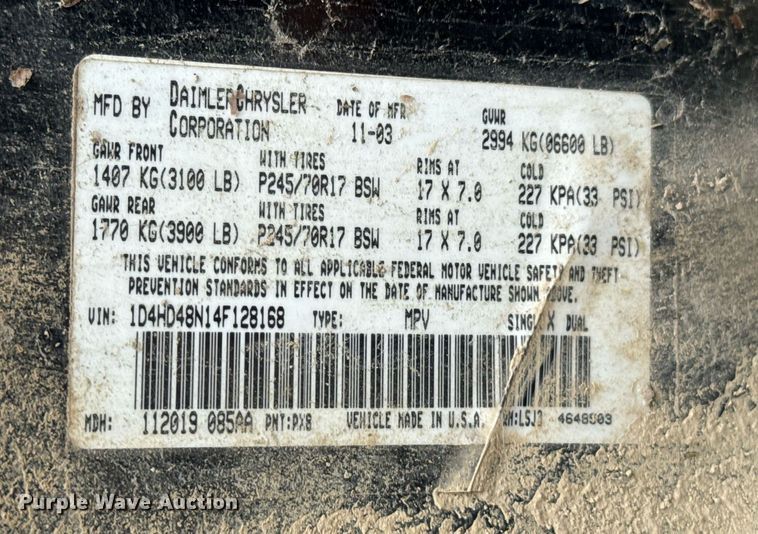 MFD BY DAIMLERCHRYSLER CORPORATION DATE OF MFR 11-03 GVWR 2994 KG(06600 LB)
GAWR FRONT WITH TIRES RIMS AT COLD
1407 KG(3100 LB) P245/70R17 BSW 17 X 7.0 227 KPA(33 PSI)
GAWR REAR WITH TIRES RIMS AT COLD
1770 KG(3900 LB) P245/70R17 BSW 17 X 7.0 227 KPA(33 PSI)
THIS VEHICLE CONFORMS TO ALL APPLICABLE FEDERAL MOTOR VEHICLE SAFETY AND THEFT
PREVENTION STANDARDS IN EFFECT ON THE DATE OF MANUFACTURE SHOWN ABOVE.
VIN: 1D4HD48N14F128168 TYPE: MPV SINGLE X DUAL
MDH: 112019 085AA PNT:PX8 VEHICLE MADE IN U.S.A. 4648503
Purple Wave Auction